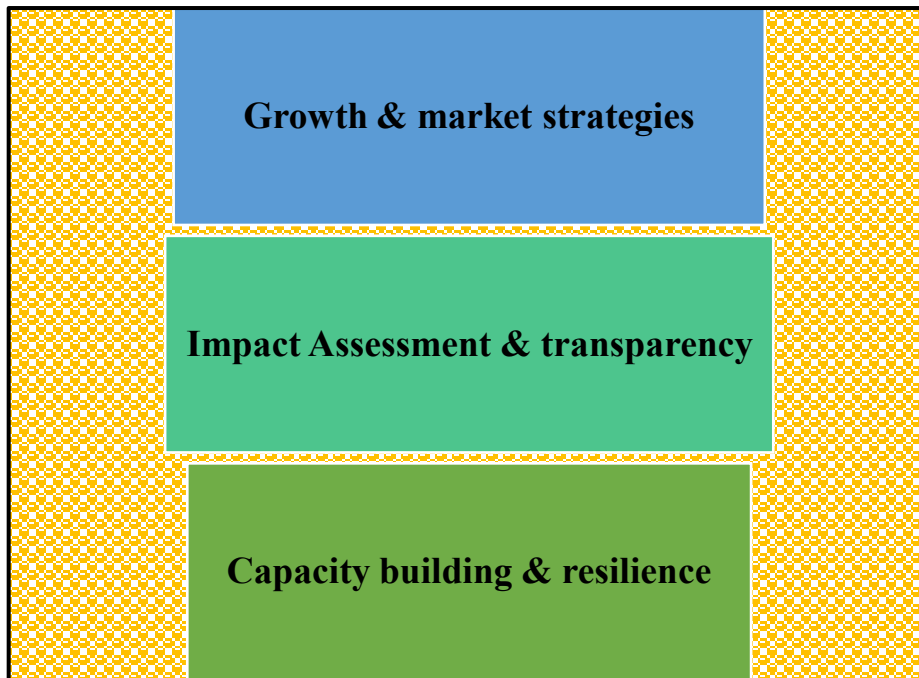 Growth & market strategies
Impact Assessment & transparency
Capacity building & resilience